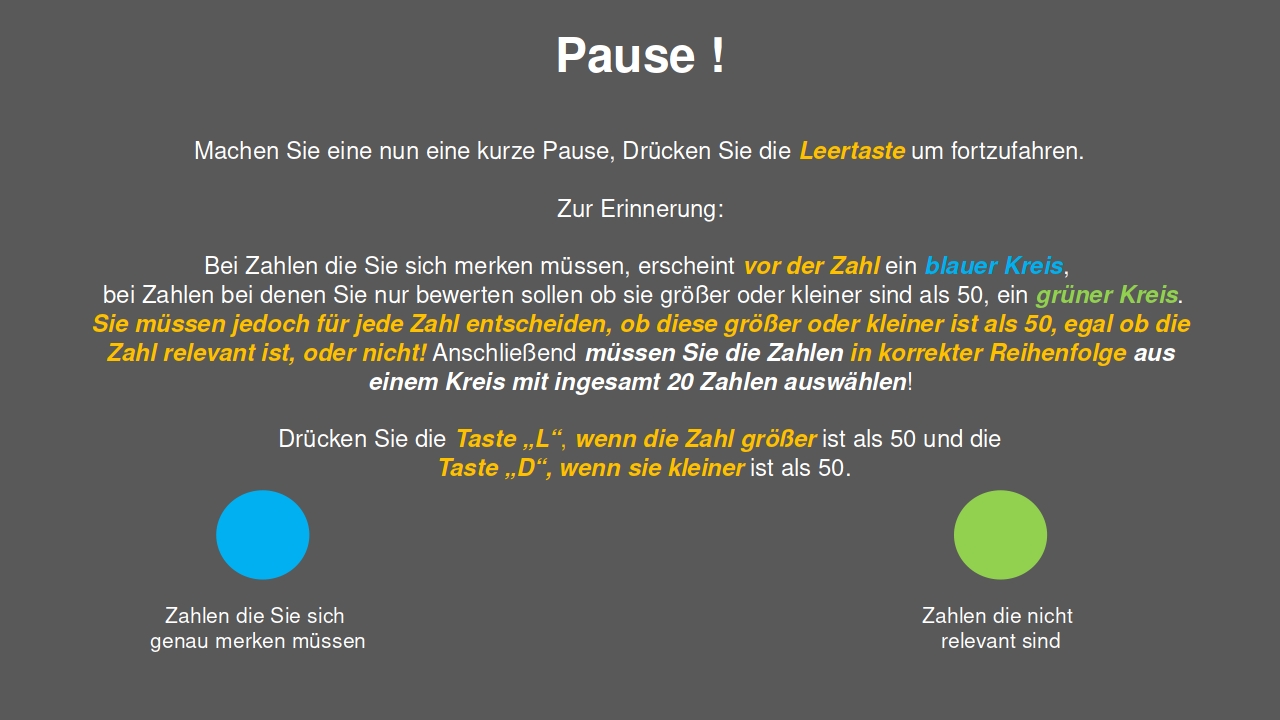 Pause !
Machen Sie eine nun eine kurze Pause, Drücken Sie die Leertaste um fortzufahren.
Zur Erinnerung:
Bei Zahlen die Sie sich merken müssen, erscheint vor der Zahl ein blauer Kreis,
bei Zahlen bei denen Sie nur bewerten sollen ob sie größer oder kleiner sind als 50, ein grüner Kreis.
Sie müssen jedoch für jede Zahl entscheiden, ob diese größer oder kleiner ist als 50, egal ob die
Zahl relevant ist, oder nicht! Anschließend müssen Sie die Zahlen in korrekter Reihenfolge aus
einem Kreis mit ingesamt 20 Zahlen auswählen!
Drücken Sie die Taste „L“, wenn die Zahl größer ist als 50 und die
Taste „D“, wenn sie kleiner ist als 50.
Zahlen die Sie sich
genau merken müssen
Zahlen die nicht
relevant sind